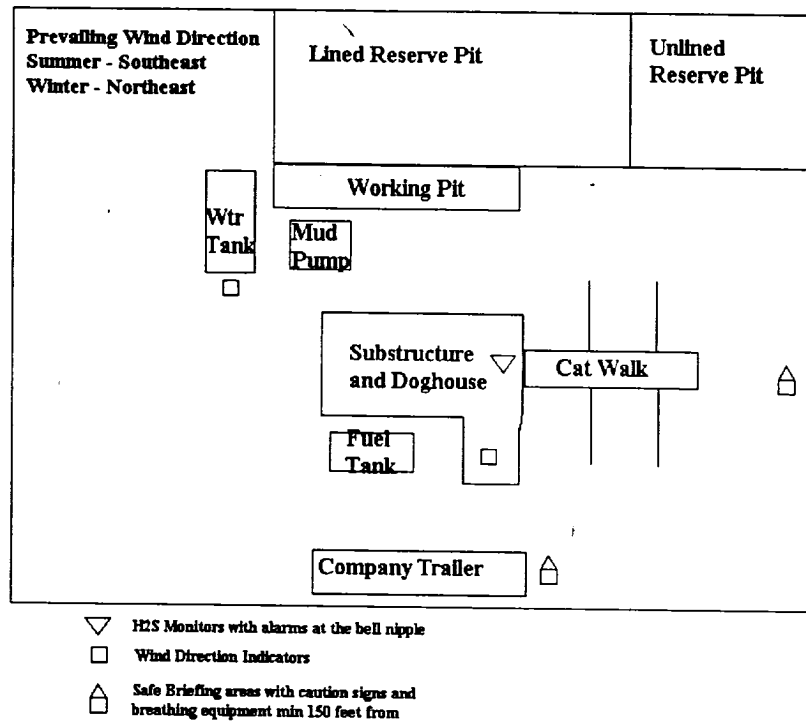 Prevailing Wind Direction
Summer - Southeast
Winter - Northeast
Lined Reserve Pit
Unlined
Reserve Pit
Working Pit
Wtr
Tank
Mud
Pump
Substructure
and Doghouse
Cat Walk
Fuel
Tank
Company Trailer
H2S Monitors with alarms at the bell nipple
Wind Direction Indicators
Safe Briefing areas with caution signs and
breathing equipment min 150 feet from